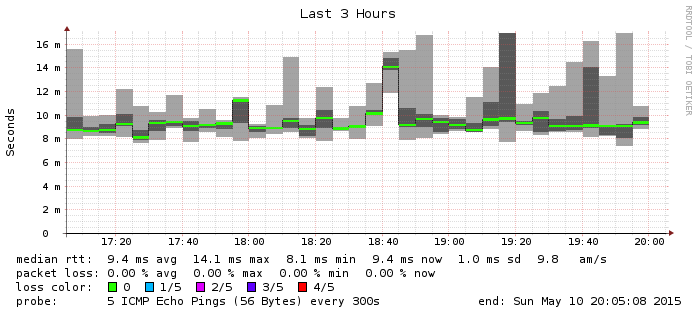 Last 3 Hours
RRDTOOL / TOBI OETIKER
Seconds
16 m
14 m
12 m
10 m
8 m
6 m
4 m
2 m
0
17:20 17:40 18:00 18:20 18:40 19:00 19:20 19:40 20:00
median rtt: 9.4 ms avg 14.1 ms max 8.1 ms min 9.4 ms now 1.0 ms sd 9.8 am/s
packet loss: 0.00 % avg 0.00 % max 0.00 % min 0.00 % now
loss color: 0 1/5 2/5 3/5 4/5
probe: 5 ICMP Echo Pings (56 Bytes) every 300s end: Sun May 10 20:05:08 2015